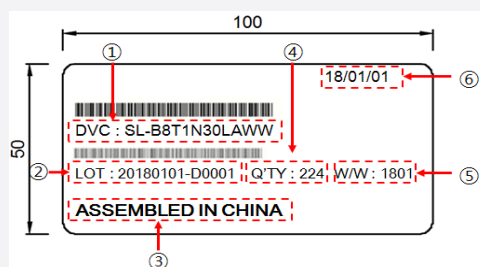 100
① ④
18/01/01 ⑥
DVC : SL-B8T1N30LAWW
50
② LOT : 20180101-D0001 Q'TY : 224 W/W : 1801 ⑤
ASSEMBLED IN CHINA
③